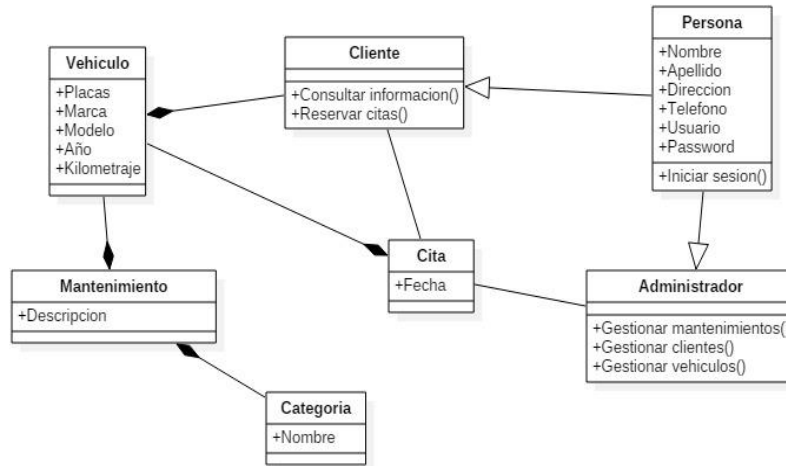 Persona
+Nombre
+Apellido
+Direccion
+Telefono
+Usuario
+Password
+Iniciar sesion()
Cliente
+Consultar informacion()
+Reservar citas()
Vehiculo
+Placas
+Marca
+Modelo
+Año
+Kilometraje
Cita
+Fecha
Mantenimiento
+Descripcion
Administrador
+Gestionar mantenimientos()
+Gestionar clientes()
+Gestionar vehiculos()
Categoria
+Nombre